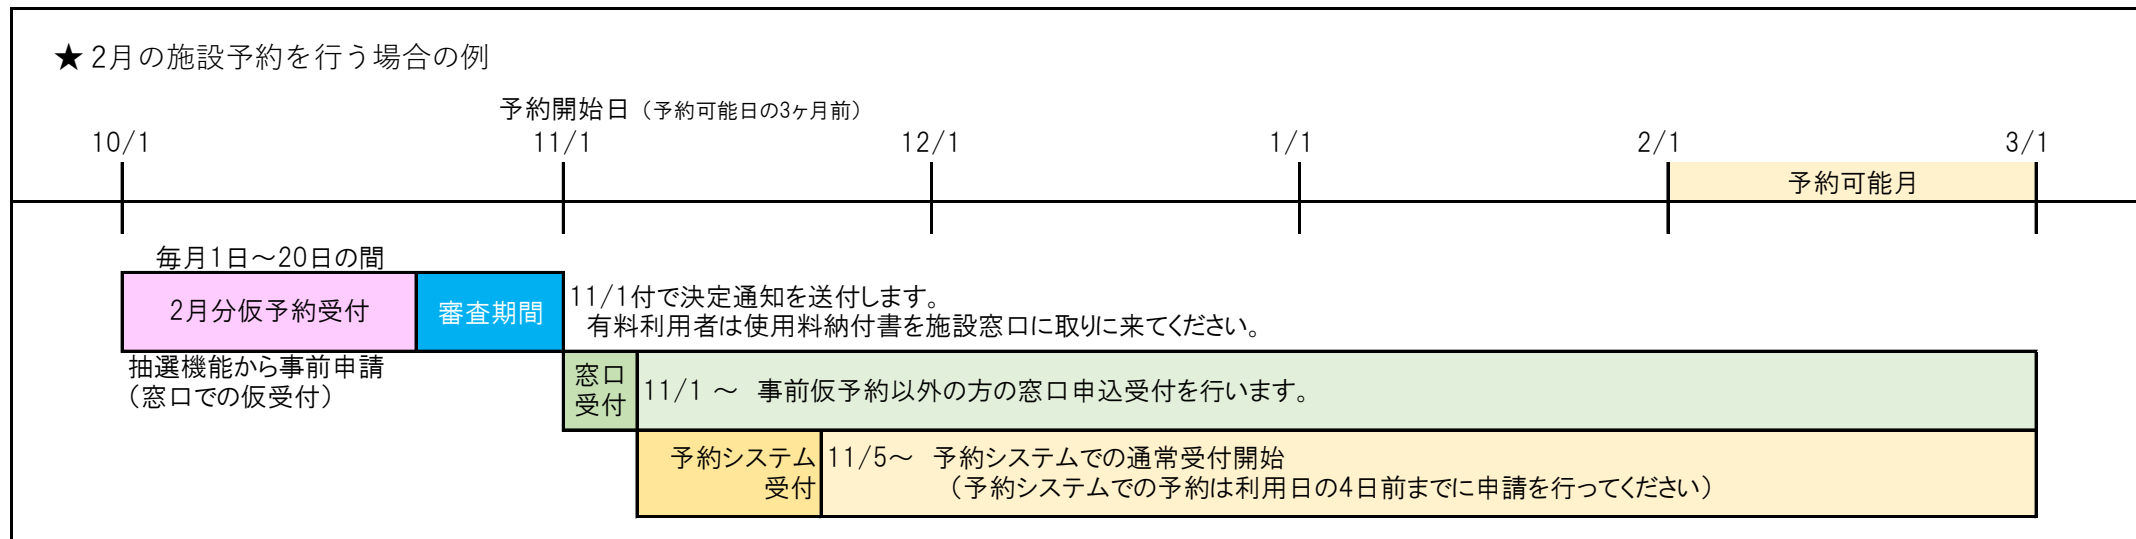 ★ 2月の施設予約を行う場合の例
予約開始日（予約可能日の3ヶ月前）
10/1 11/1 12/1 1/1 2/1 3/1
予約可能月
毎月1日～20日の間
2月分仮予約受付
審査期間
11/1付で決定通知を送付します。
有料利用者は使用料納付書を施設窓口に取りに来てください。
抽選機能から事前申請
（窓口での仮受付）
窓口
受付
11/1 ～ 事前仮予約以外の方の窓口申込受付を行います。
予約システム
受付
11/5～ 予約システムでの通常受付開始
（予約システムでの予約は利用日の4日前までに申請を行ってください）